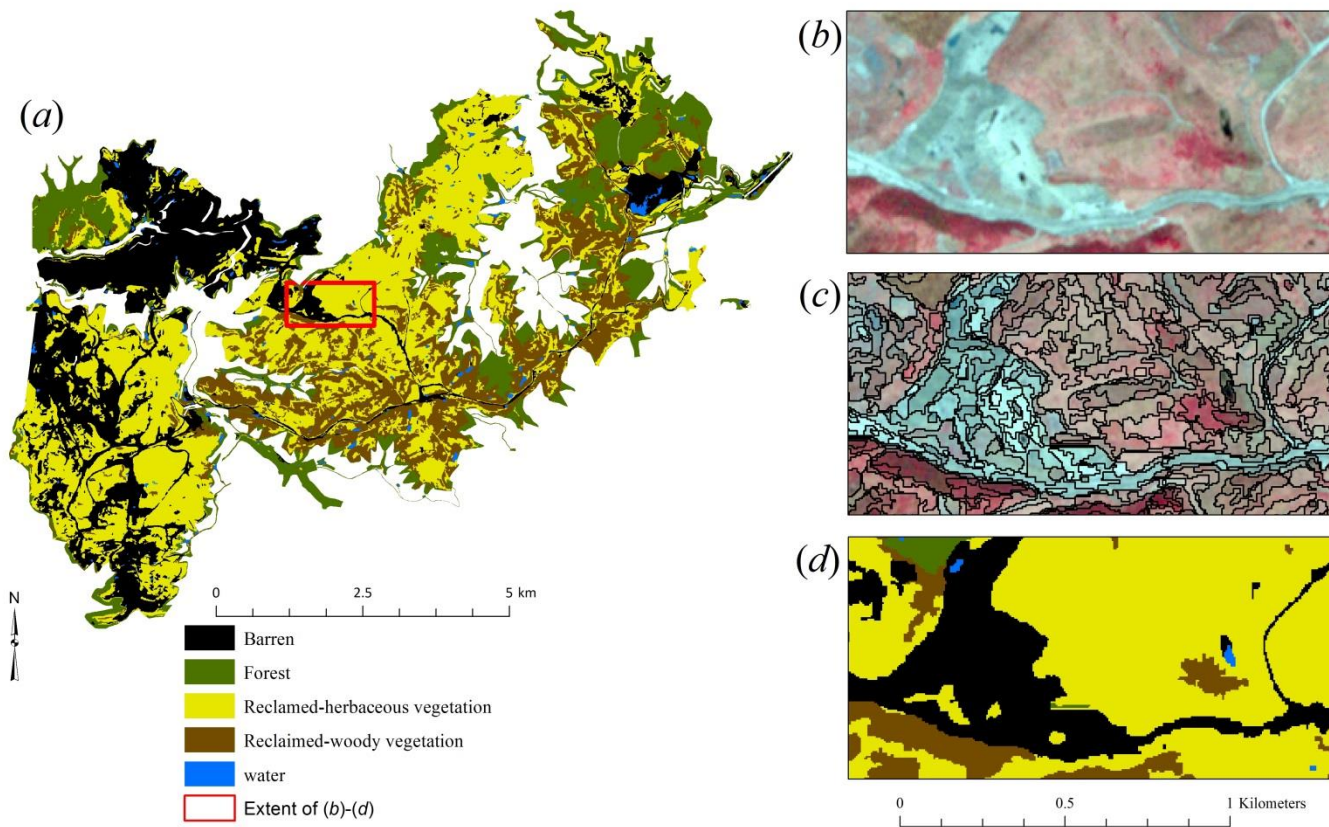 (a)
(b)
(c)
(d)
N
0 2.5 5 km
Barren
Forest
Reclamed-herbaceous vegetation
Reclaimed-woody vegetation
water
Extent of (b)-(d)
0 0.5 1 Kilometers